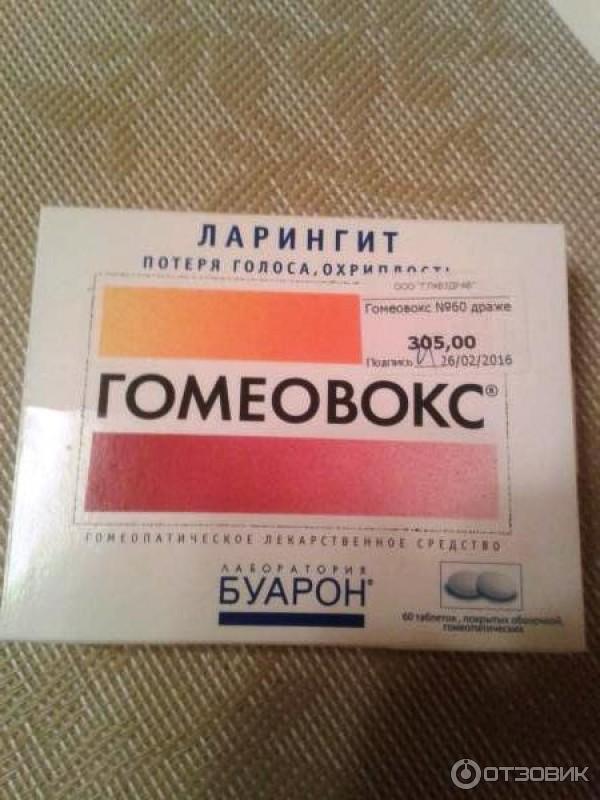 ЛАРИНГИТ
ПОТЕРЯ ГОЛОСА, ОХРИПЛОСТЬ
ООО "ГЛАВЗДРАВ"
Гомеовокс №60 драже
305,00
Подпись 26/02/2016
ГОМЕОВОКС®
ГОМЕОПАТИЧЕСКОЕ ЛЕКАРСТВЕННОЕ СРЕДСТВО
ЛАБОРАТОРИЯ
БУАРОН®
60 таблеток, покрытых оболочкой,
гомеопатических
ОТЗОВИК